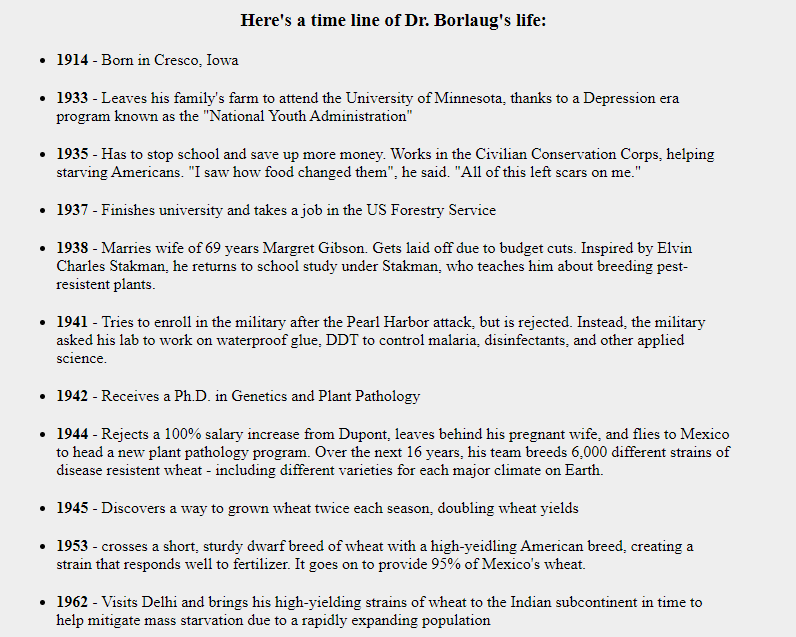 Here's a time line of Dr. Borlaug's life:
• 1914 - Born in Cresco, Iowa
• 1933 - Leaves his family's farm to attend the University of Minnesota, thanks to a Depression era
program known as the "National Youth Administration"
• 1935 - Has to stop school and save up more money. Works in the Civilian Conservation Corps, helping
starving Americans. "I saw how food changed them", he said. "All of this left scars on me."
• 1937 - Finishes university and takes a job in the US Forestry Service
• 1938 - Marries wife of 69 years Margret Gibson. Gets laid off due to budget cuts. Inspired by Elvin
Charles Stakman, he returns to school study under Stakman, who teaches him about breeding pest-
resistent plants.
• 1941 - Tries to enroll in the military after the Pearl Harbor attack, but is rejected. Instead, the military
asked his lab to work on waterproof glue, DDT to control malaria, disinfectants, and other applied
science.
• 1942 - Receives a Ph.D. in Genetics and Plant Pathology
• 1944 - Rejects a 100% salary increase from Dupont, leaves behind his pregnant wife, and flies to Mexico
to head a new plant pathology program. Over the next 16 years, his team breeds 6,000 different strains of
disease resistent wheat - including different varieties for each major climate on Earth.
• 1945 - Discovers a way to grown wheat twice each season, doubling wheat yields
• 1953 - crosses a short, sturdy dwarf breed of wheat with a high-yeidling American breed, creating a
strain that responds well to fertilizer. It goes on to provide 95% of Mexico's wheat.
• 1962 - Visits Delhi and brings his high-yielding strains of wheat to the Indian subcontinent in time to
help mitigate mass starvation due to a rapidly expanding population